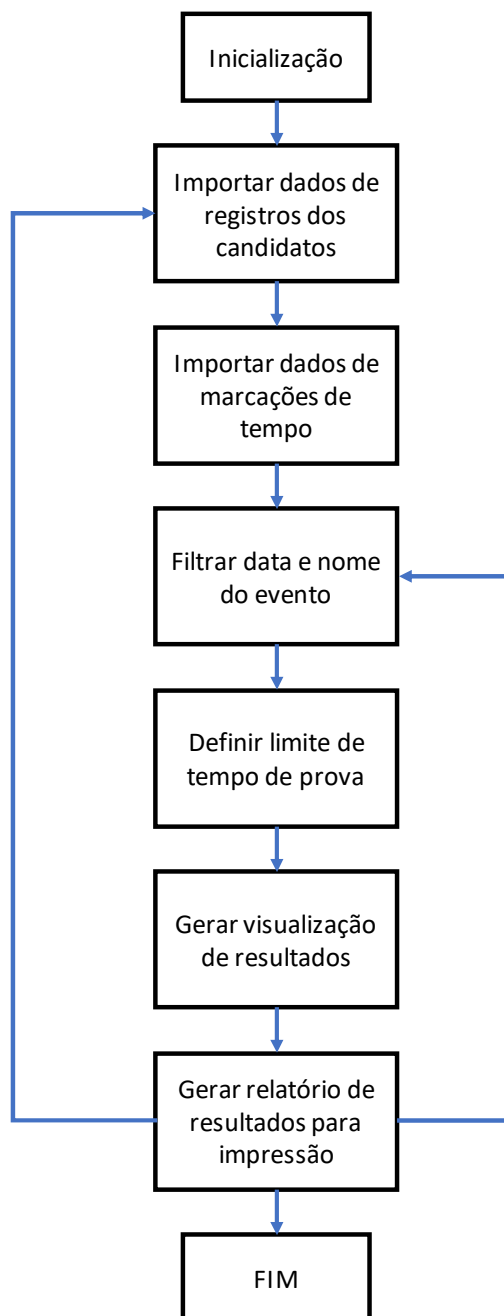 Inicialização
Importar dados de
registros dos
candidatos
Importar dados de
marcações de
tempo
Filtrar data e nome
do evento
Definir limite de
tempo de prova
Gerar visualização
de resultados
Gerar relatório de
resultados para
impressão
FIM